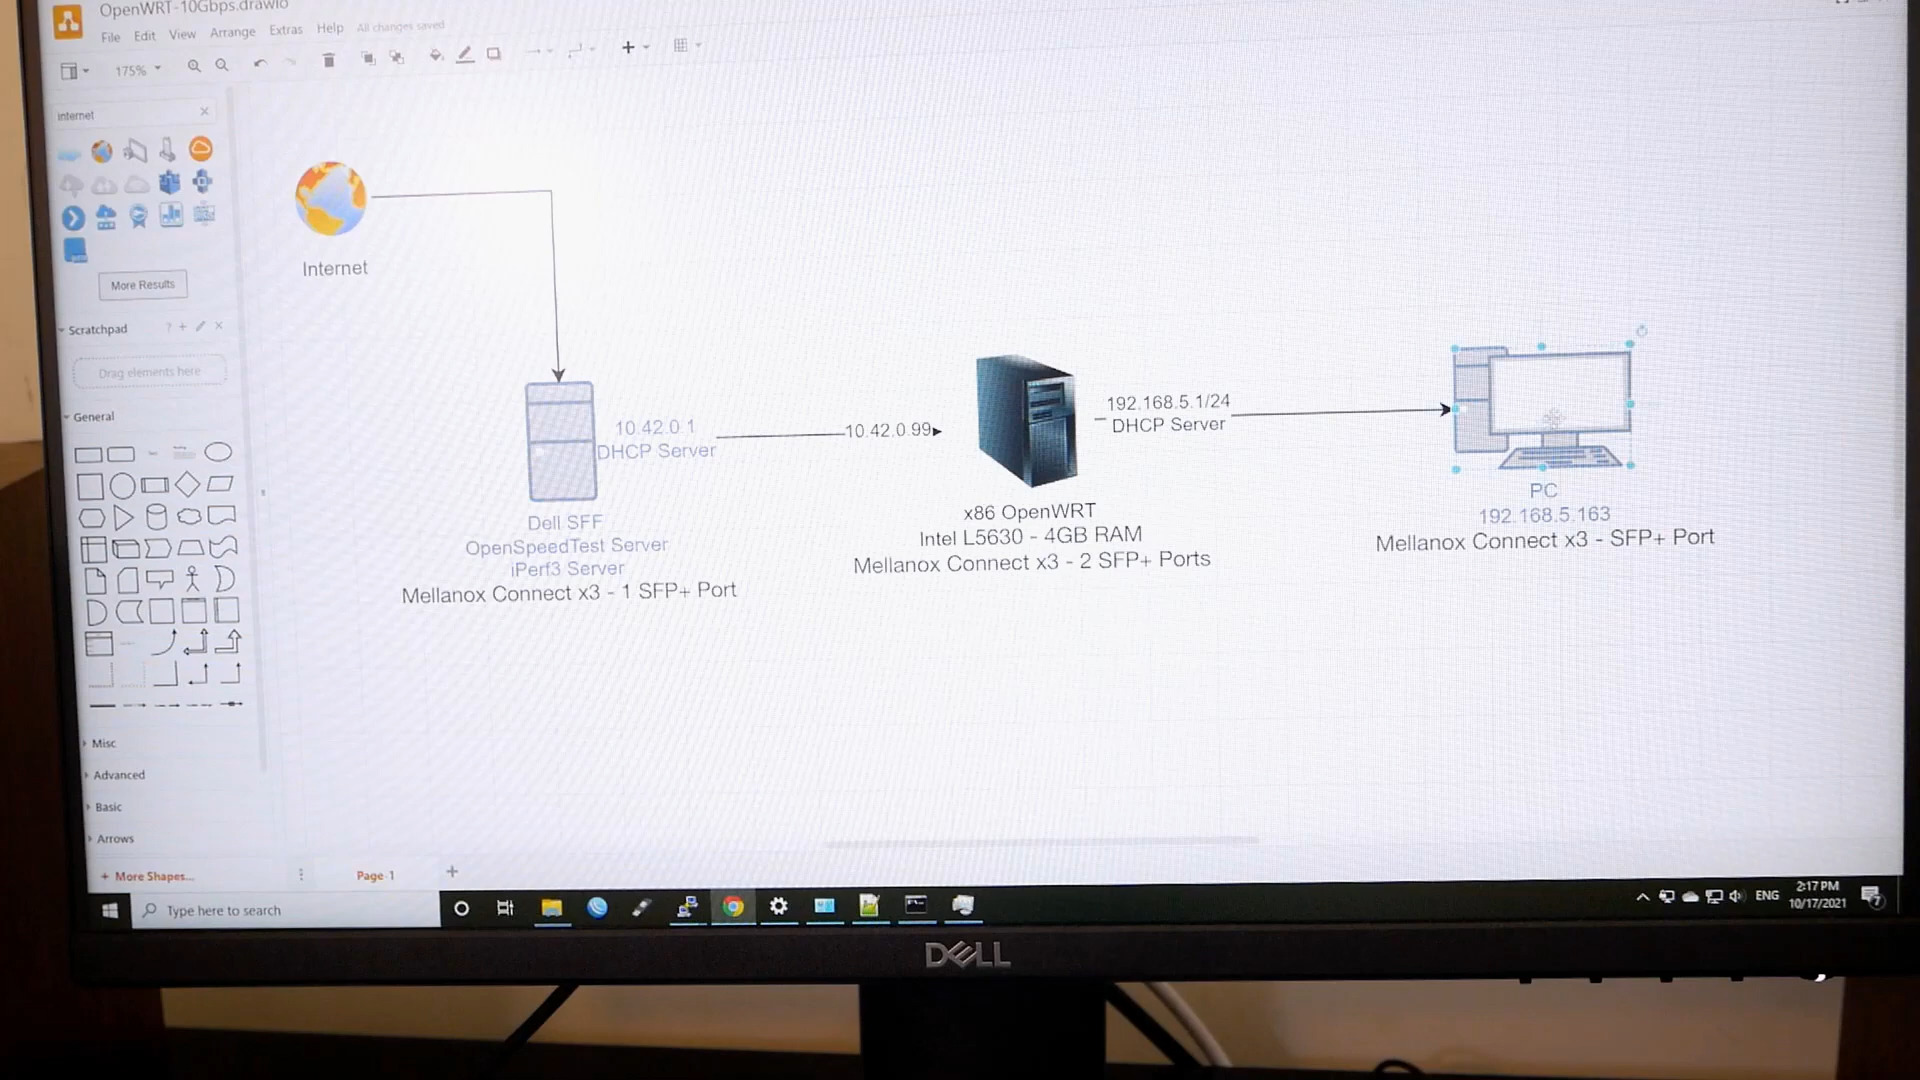 OpenWRT-10Gbps.drawio
File Edit View Arrange Extras Help All changes saved
175%
internet
More Results
Scratchpad
? +
Drag elements here
General
Misc
Advanced
Basic
Arrows
+ More Shapes...
Page 1
Internet
10.42.0.1
DHCP Server
10.42.0.99
192.168.5.1/24
DHCP Server
Dell SFF
OpenSpeedTest Server
iPerf3 Server
Mellanox Connect x3 - 1 SFP+ Port
x86 OpenWRT
Intel L5630 - 4GB RAM
Mellanox Connect x3 - 2 SFP+ Ports
PC
192.168.5.163
Mellanox Connect x3 - SFP+ Port
Type here to search
ENG
2:17 PM
10/17/2021
7
DELL